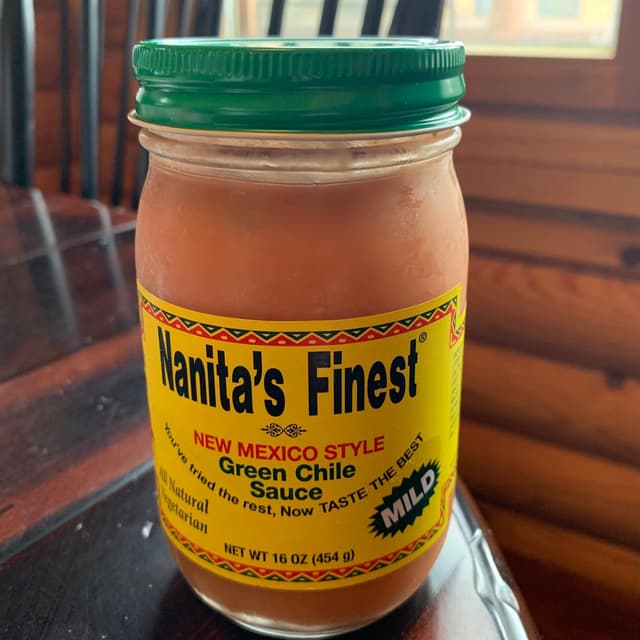 Nanita's Finest®
NEW MEXICO STYLE
Green Chile
Sauce
You've tried the rest, Now TASTE THE BEST
All Natural
Vegetarian
MILD
NET WT 16 OZ (454 g)